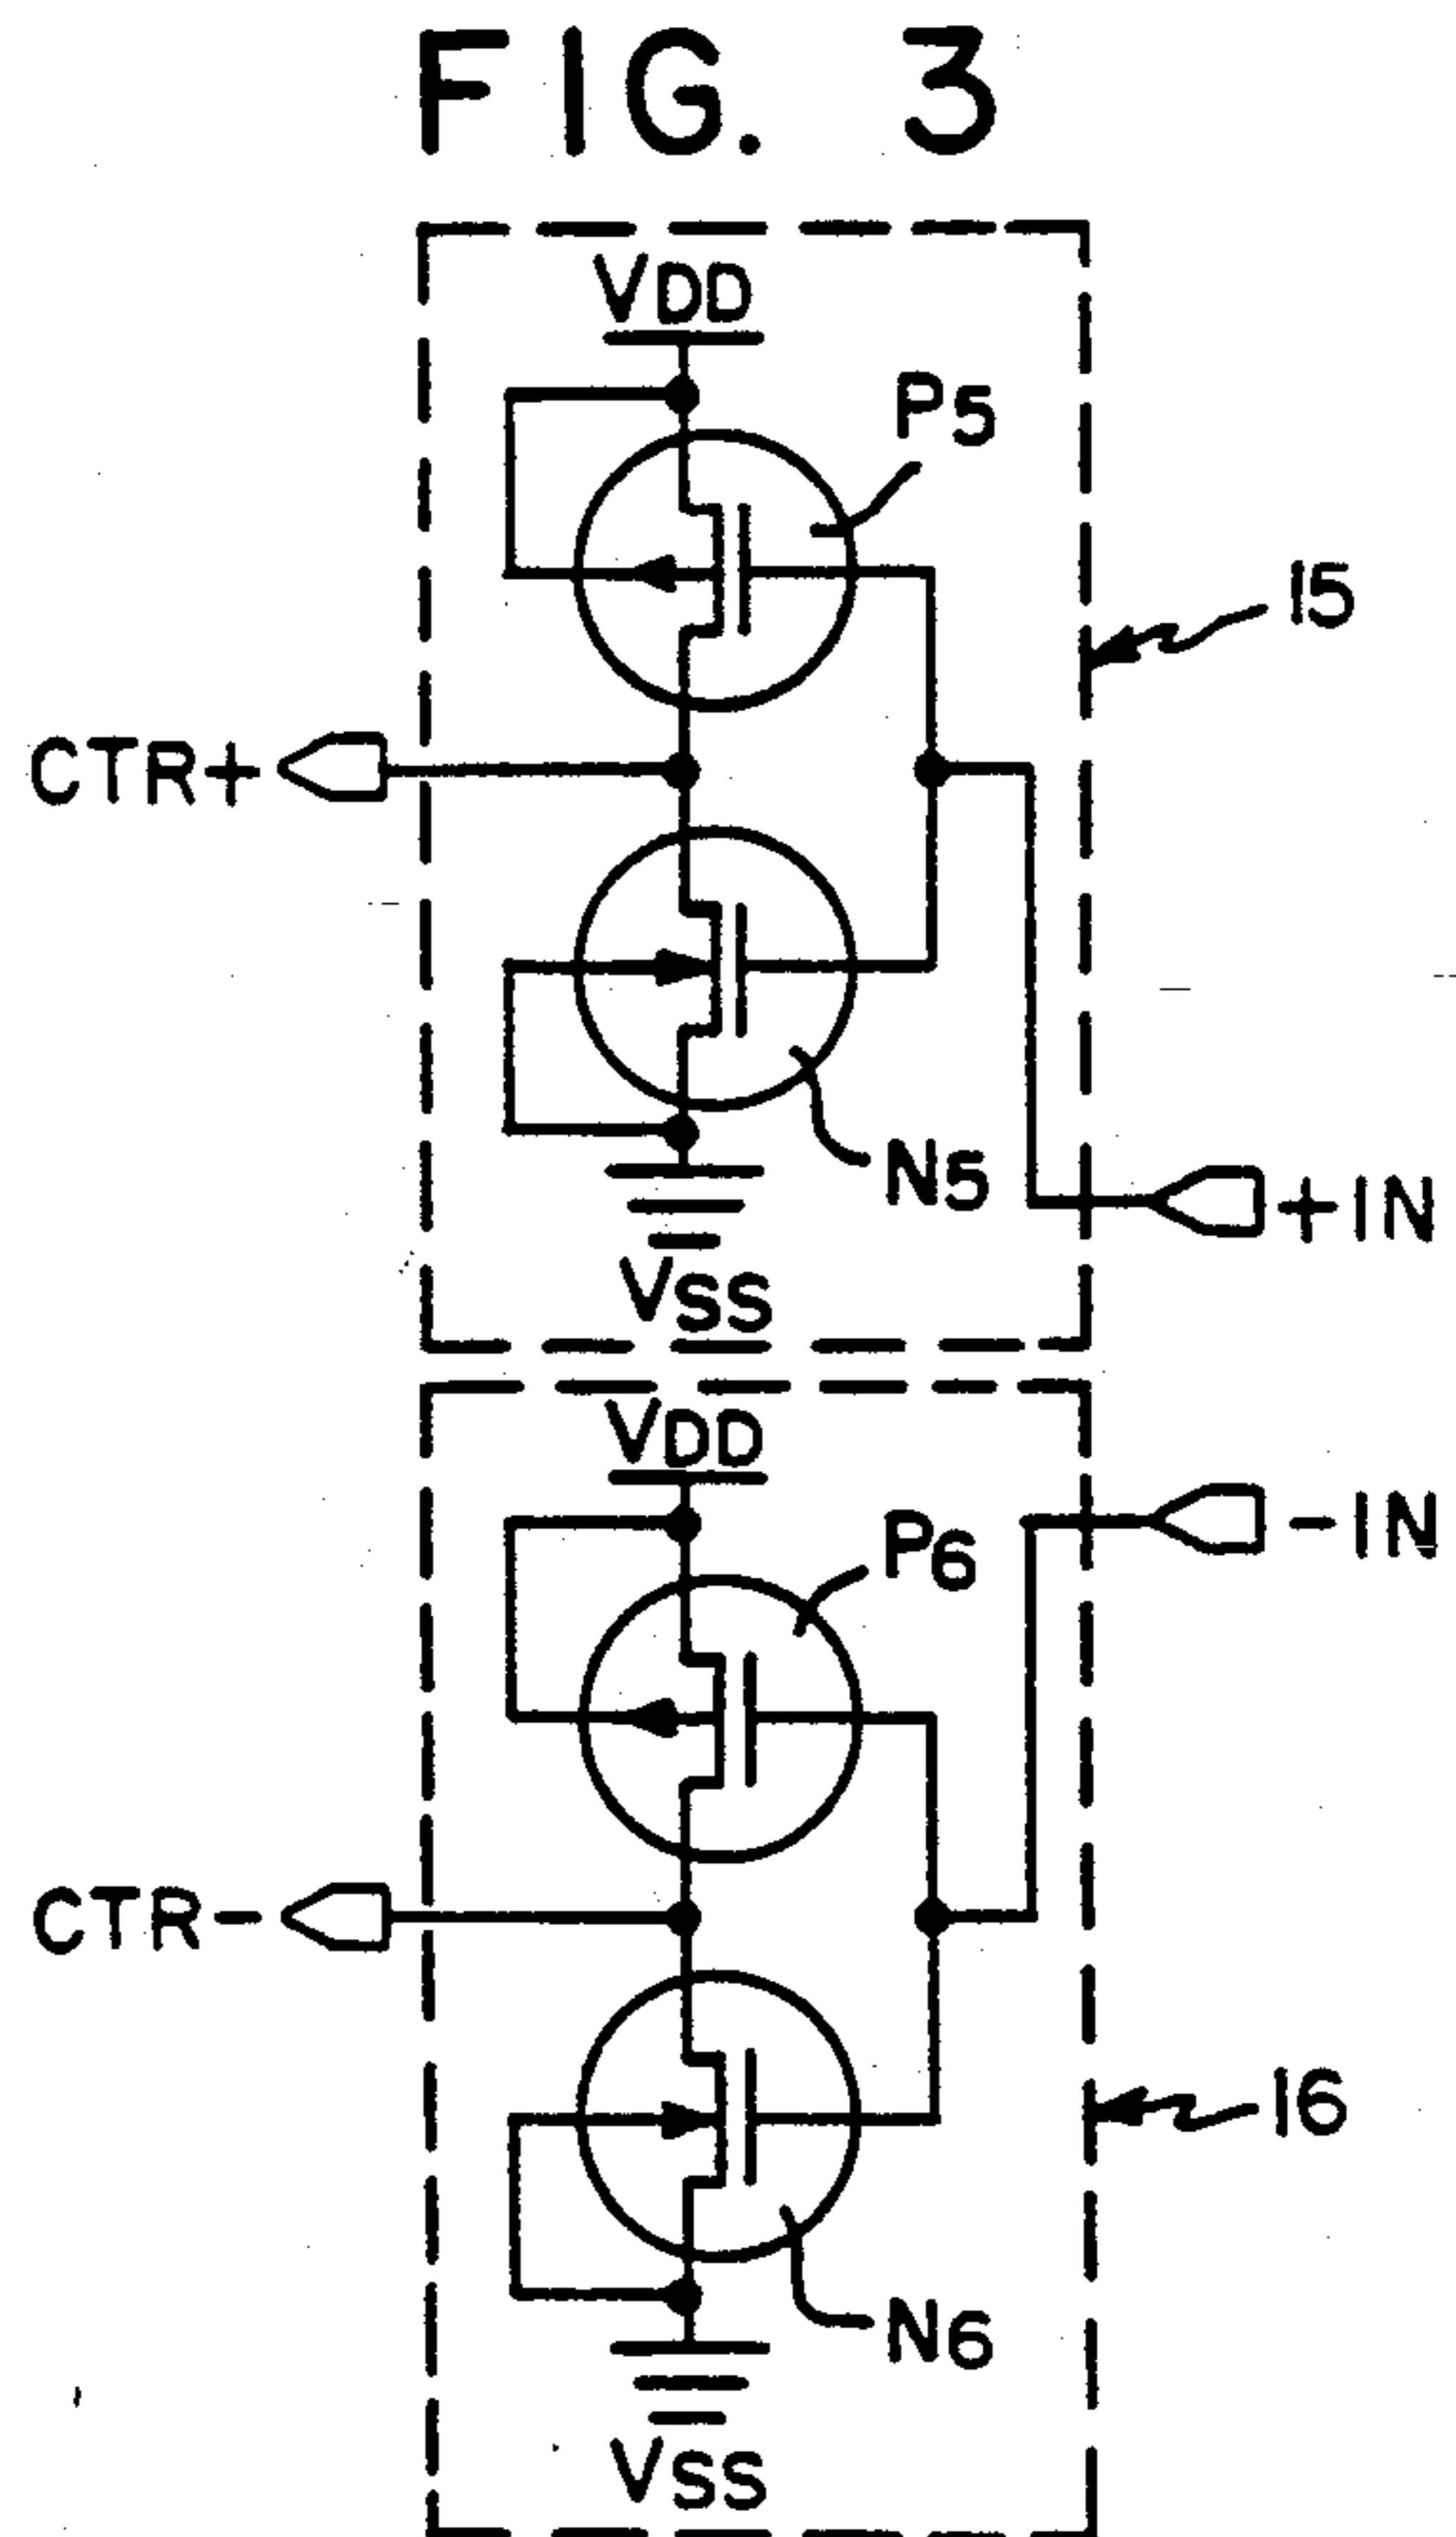 FIG. 3
VDD
P5
15
CTR+
N5
+IN
VSS
VDD
P6
-IN
CTR-
16
N6
VSS